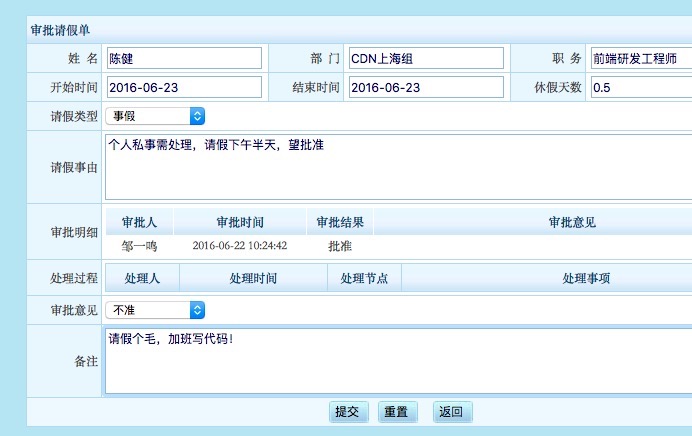 审批请假单
姓 名 陈健 部 门 CDN上海组 职 务 前端研发工程师
开始时间 2016-06-23 结束时间 2016-06-23 休假天数 0.5
请假类型 事假
请假事由 个人私事需处理，请假下午半天，望批准
审批明细 审批人 审批时间 审批结果 审批意见
邹一鸣 2016-06-22 10:24:42 批准
处理过程 处理人 处理时间 处理节点 处理事项
审批意见 不准
备注 请假个毛，加班写代码！
提交 重置 返回